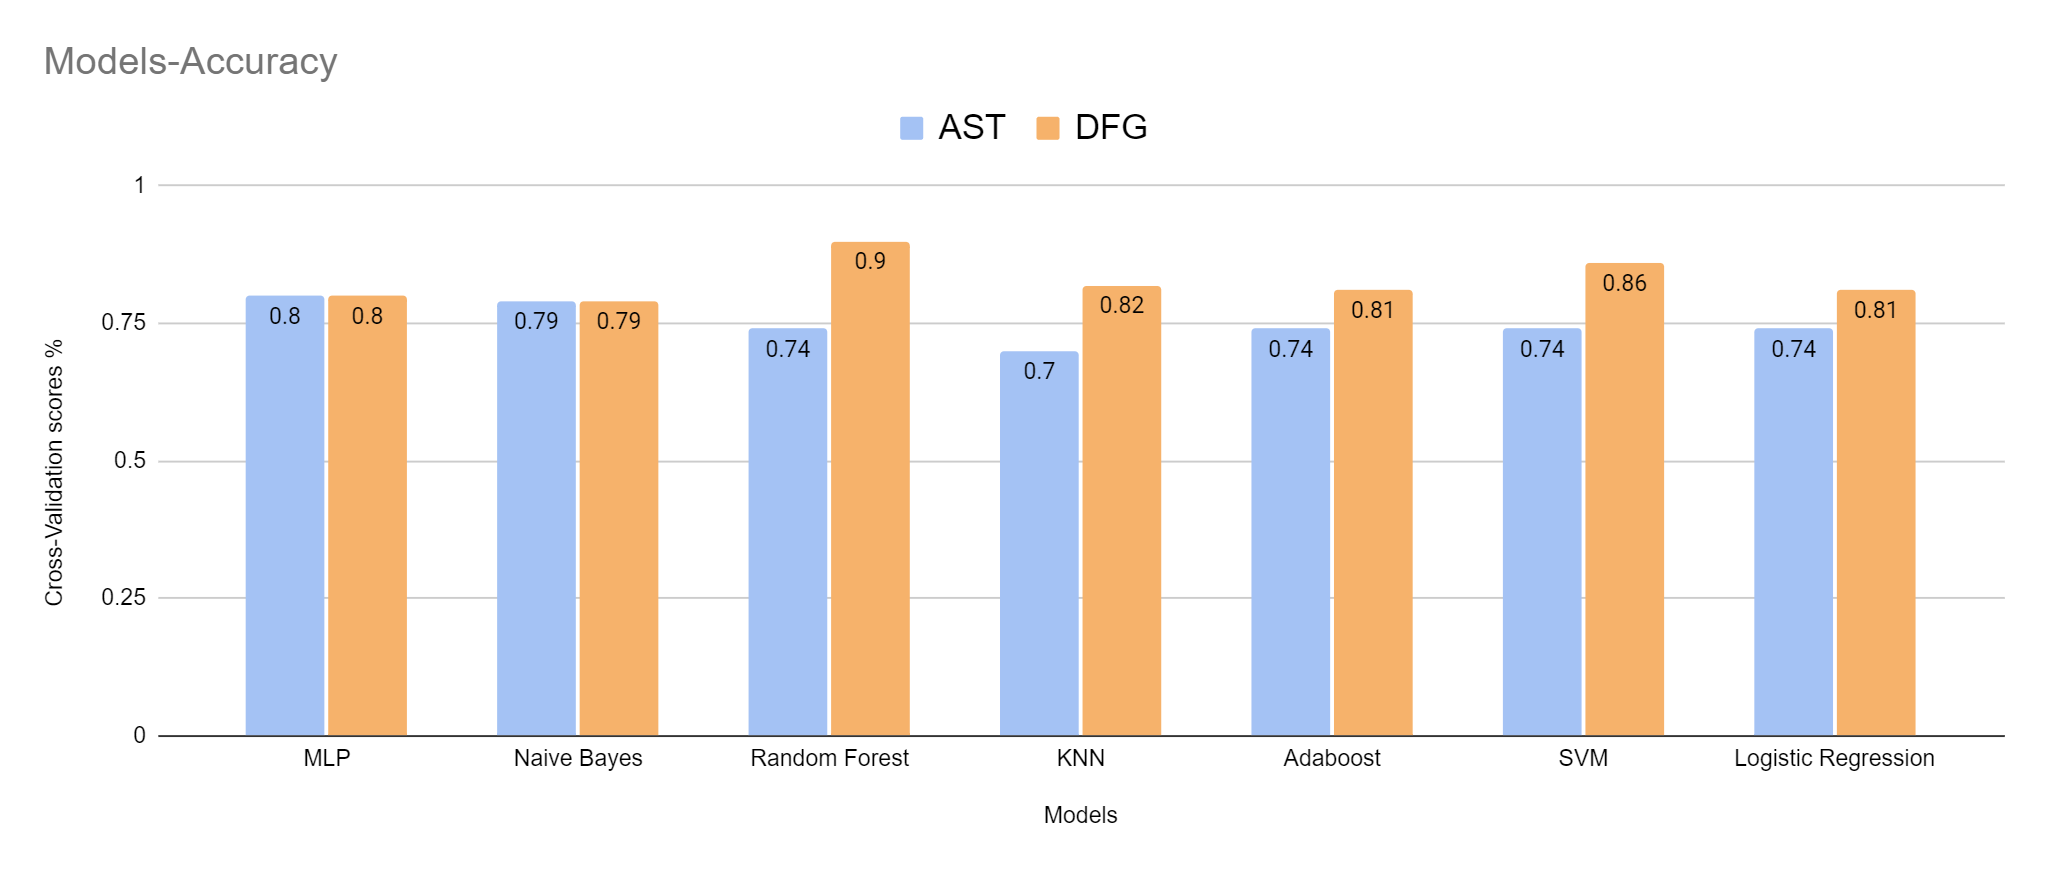 Models-Accuracy
AST DFG
1
0.75
0.5
0.25
0
Cross-Validation scores %
0.8 0.8 0.79 0.79 0.74 0.9 0.7 0.82 0.74 0.81 0.74 0.86 0.74 0.81
MLP Naive Bayes Random Forest KNN Adaboost SVM Logistic Regression
Models